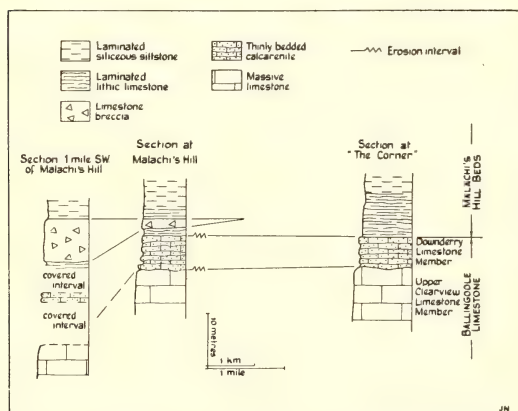 Laminated
siliceous siltstone
Laminated
lithic limestone
Limestone
breccia
Thinly bedded
calcarenite
Massive
limestone
Erosion interval
Section 1 mile SW
of Malachi's Hill
Section at
Malachi's Hill
Section at
"The Corner"
covered
interval
covered
interval
MALACHI'S
HILL BEDS
Downderry
Limestone
Member
Upper
Clearview
Limestone
Member
BALLINGOOLE
LIMESTONE
10 metres
1 km
1 mile
JN